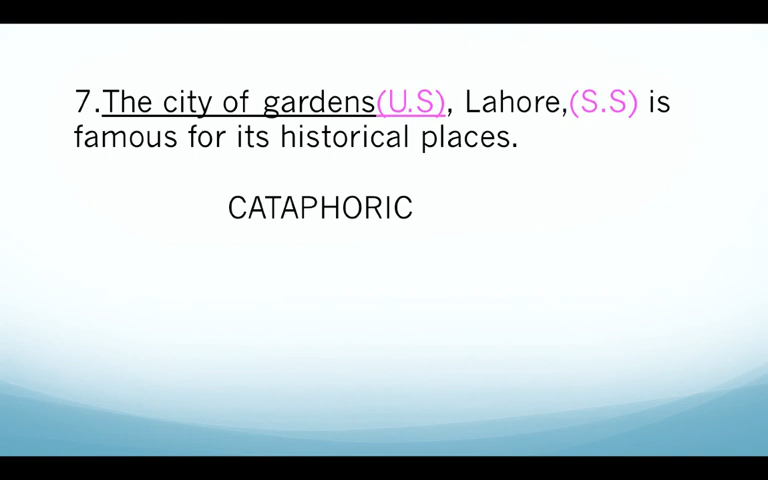 7.The city of gardens(U.S), Lahore,(S.S) is
famous for its historical places.
CATAPHORIC